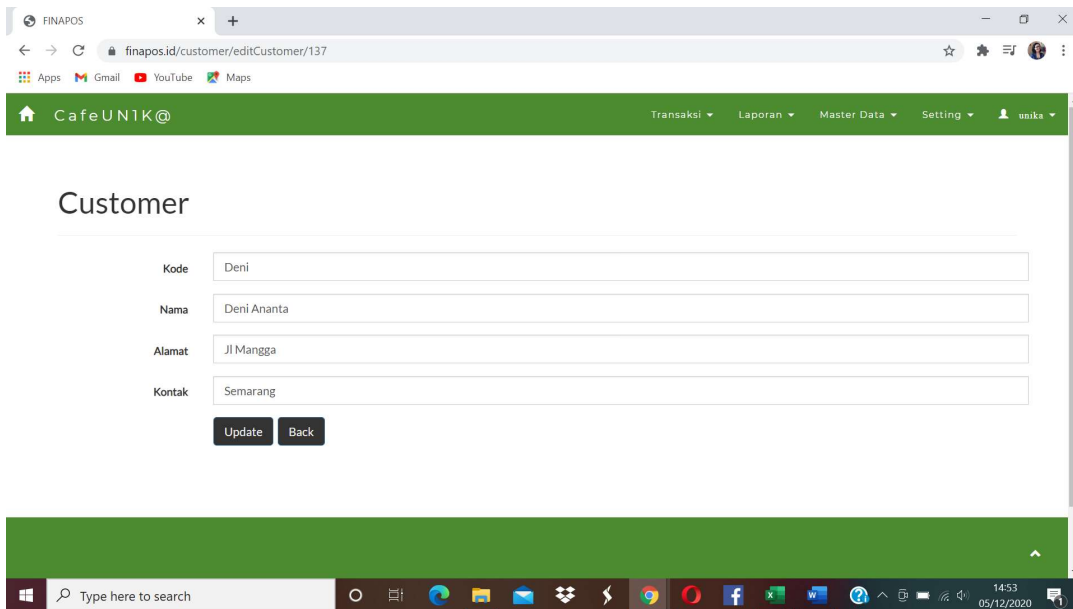 FINAPOS
finapos.id/customer/editCustomer/137
Apps Gmail YouTube Maps
CafeUN1K@ Transaksi Laporan Master Data Setting unika
Customer
Kode Deni
Nama Deni Ananta
Alamat Jl Mangga
Kontak Semarang
Update Back
Type here to search
14:53
05/12/2020